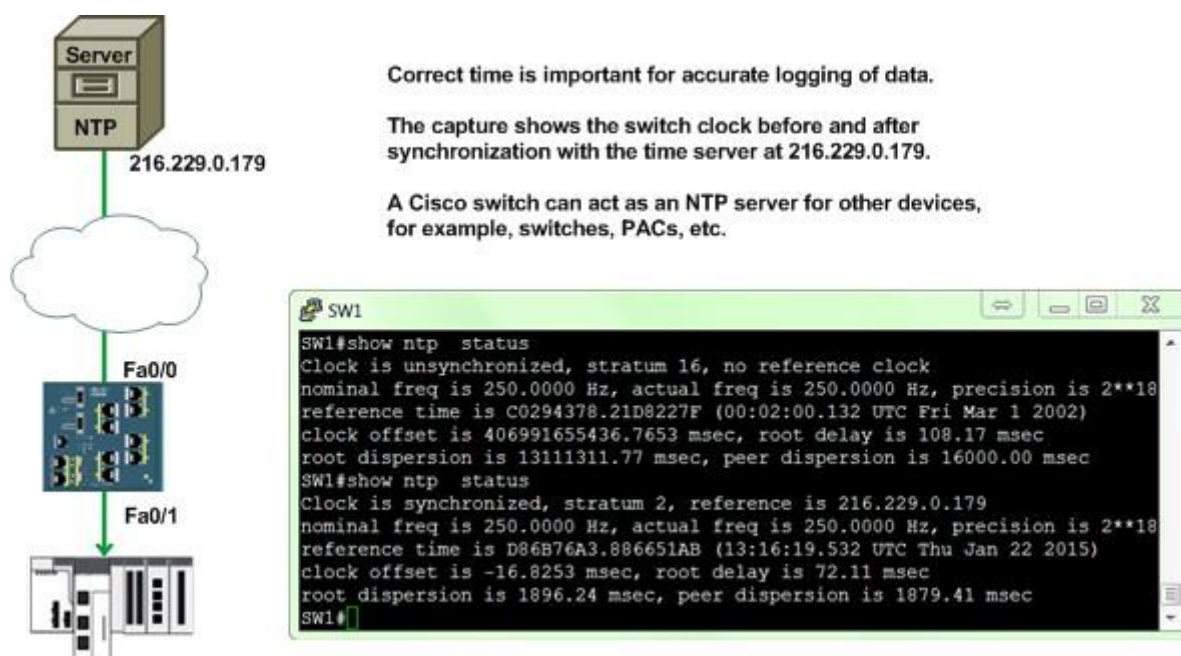 Server
NTP
216.229.0.179
Fa0/0
Fa0/1
Correct time is important for accurate logging of data.
The capture shows the switch clock before and after
synchronization with the time server at 216.229.0.179.
A Cisco switch can act as an NTP server for other devices,
for example, switches, PACs, etc.
SW1
SW1#show ntp  status
Clock is unsynchronized, stratum 16, no reference clock
nominal freq is 250.0000 Hz, actual freq is 250.0000 Hz, precision is 2**18
reference time is C0294378.21D8227F (00:02:00.132 UTC Fri Mar 1 2002)
clock offset is 406991655436.7653 msec, root delay is 108.17 msec
root dispersion is 13111311.77 msec, peer dispersion is 16000.00 msec
SW1#show ntp  status
Clock is synchronized, stratum 2, reference is 216.229.0.179
nominal freq is 250.0000 Hz, actual freq is 250.0000 Hz, precision is 2**18
reference time is D86B76A3.886651AB (13:16:19.532 UTC Thu Jan 22 2015)
clock offset is -16.8253 msec, root delay is 72.11 msec
root dispersion is 1896.24 msec, peer dispersion is 1879.41 msec
SW1#